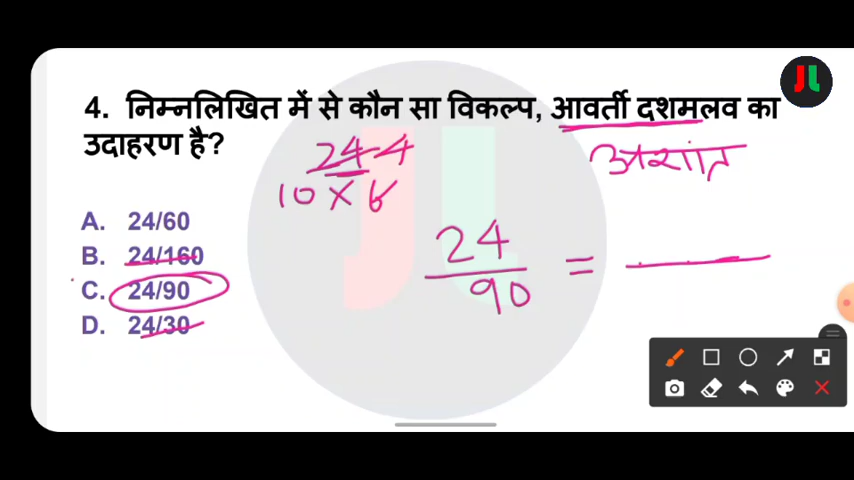 JL
4. निम्नलिखित में से कौन सा विकल्प, आवर्ती दशमलव का
उदाहरण है?
24 4
10 × 6
A. 24/60
B. 24/160
C. 24/90
D. 24/30
24
90
=